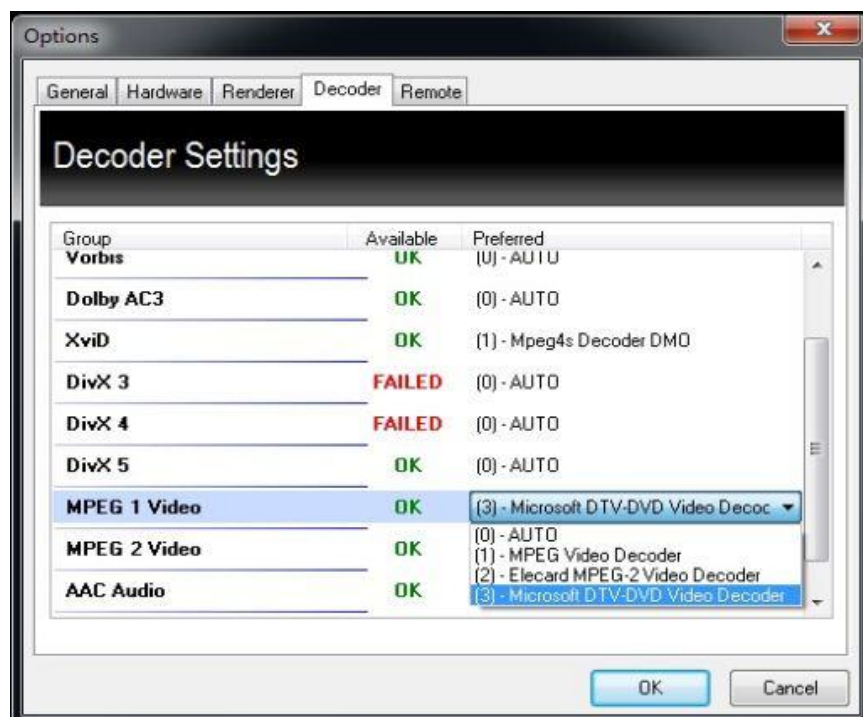 Options
General Hardware Renderer Decoder Remote
Decoder Settings
Group Available Preferred
Vorbis OK (0) - AUTO
Dolby AC3 OK (0) - AUTO
XviD OK (1) - Mpeg4s Decoder DMO
DivX 3 FAILED (0) - AUTO
DivX 4 FAILED (0) - AUTO
DivX 5 OK (0) - AUTO
MPEG 1 Video OK (3) - Microsoft DTV-DVD Video Decoc
(0) - AUTO
(1) - MPEG Video Decoder
MPEG 2 Video OK
(2) - Elecard MPEG-2 Video Decoder
(3) - Microsoft DTV-DVD Video Decoder
AAC Audio OK
OK Cancel